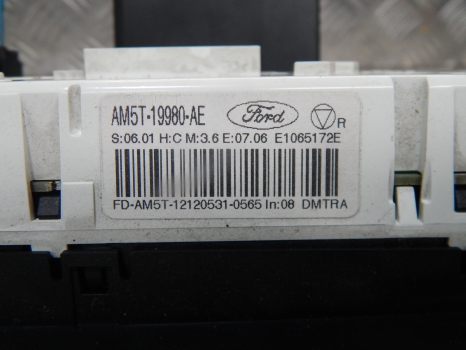 AM5T-19980-AE Ford R
S:06.01 H:C M:3.6 E:07.06 E1065172E
FD-AM5T-12120531-0565 In:08 DMTRA